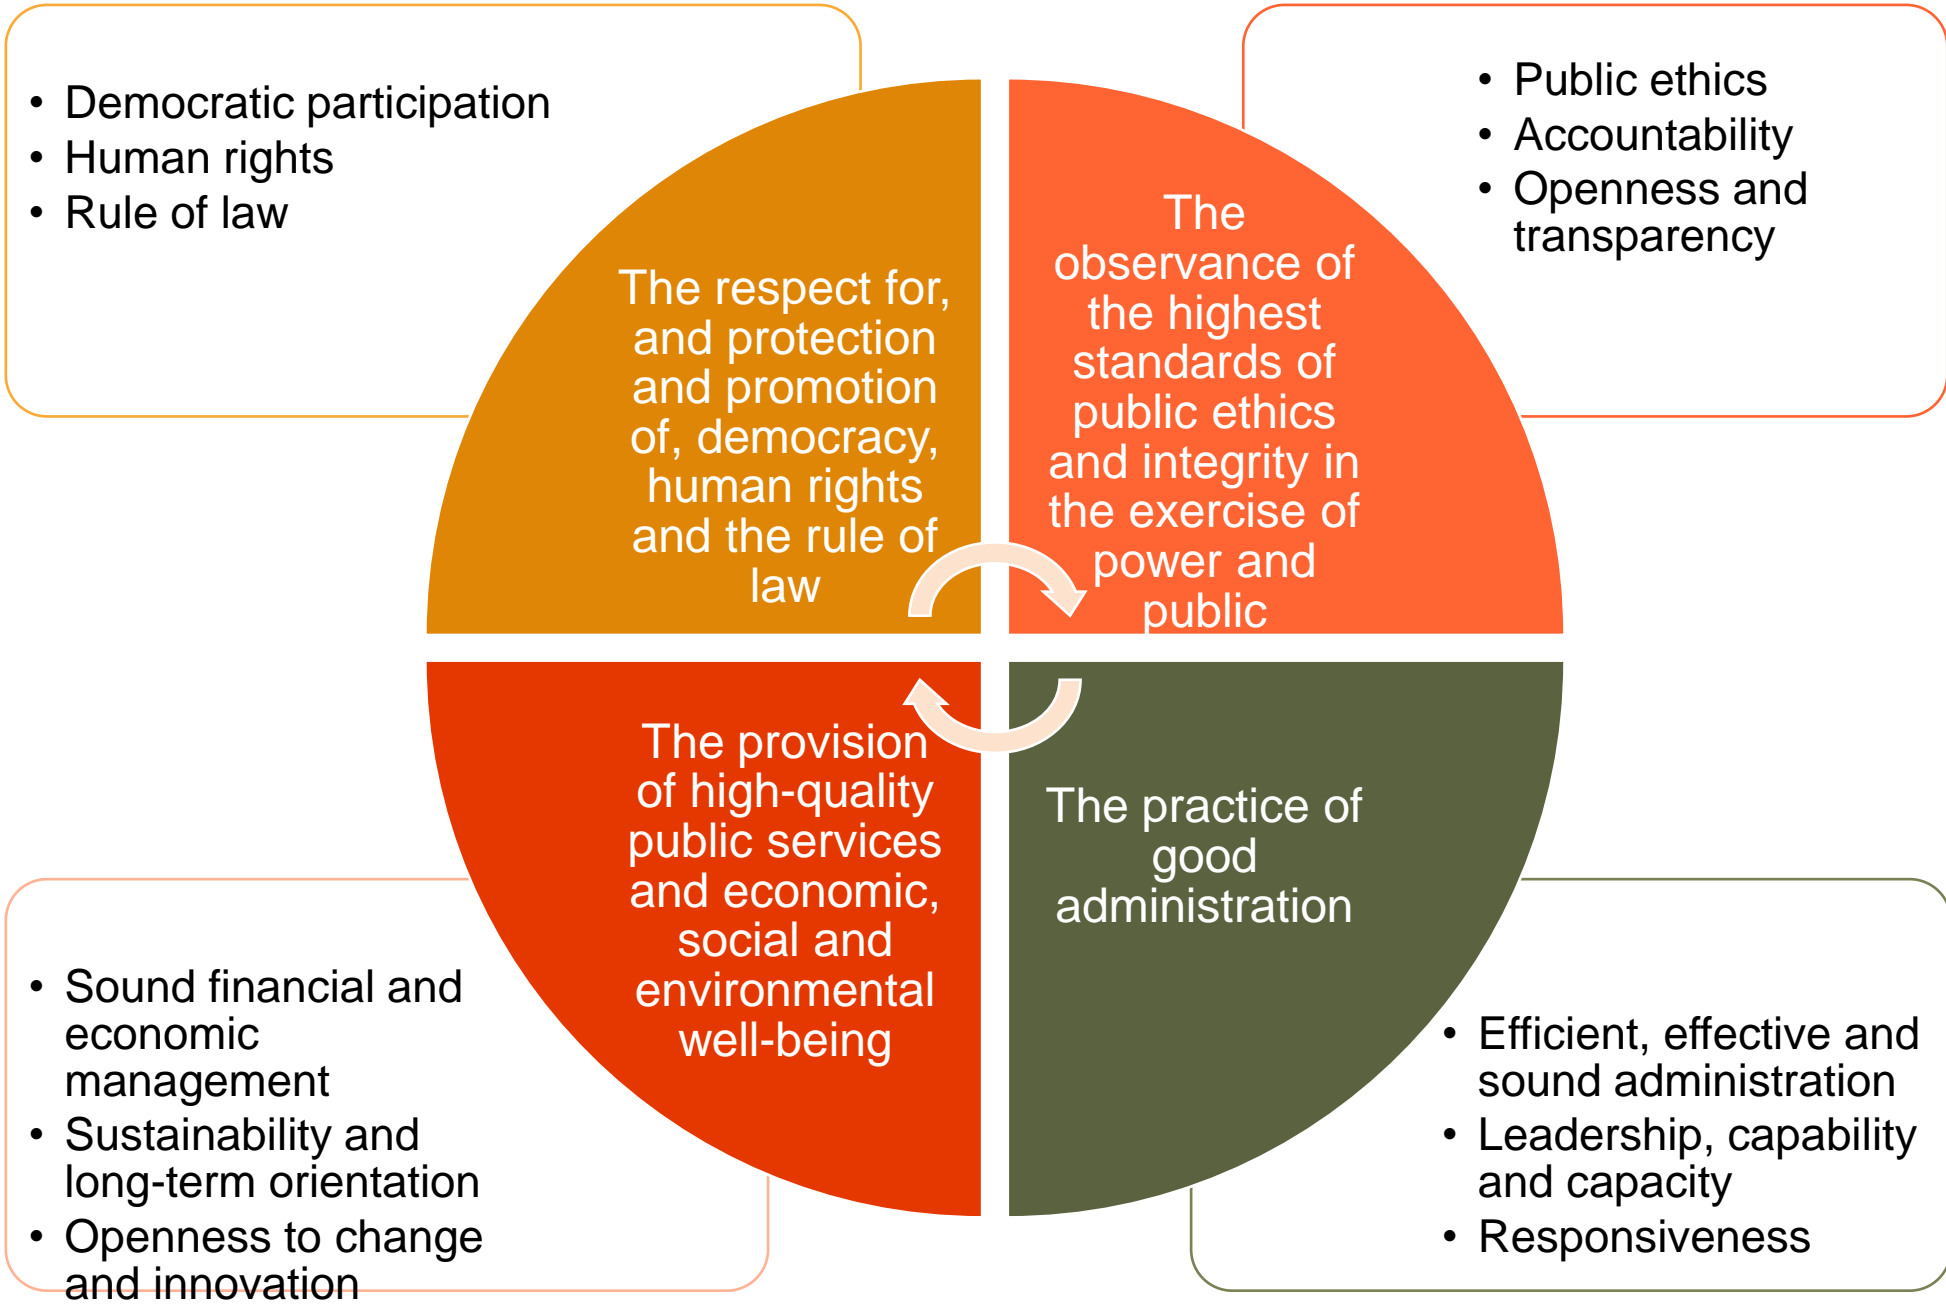 • Democratic participation
• Human rights
• Rule of law
The respect for,
and protection
and promotion
of, democracy,
human rights
and the rule of
law
• Public ethics
• Accountability
• Openness and
transparency
The
observance of
the highest
standards of
public ethics
and integrity in
the exercise of
power and
public
The provision
of high-quality
public services
and economic,
social and
environmental
well-being
• Sound financial and
economic
management
• Sustainability and
long-term orientation
• Openness to change
and innovation
The practice of
good
administration
• Efficient, effective and
sound administration
• Leadership, capability
and capacity
• Responsiveness